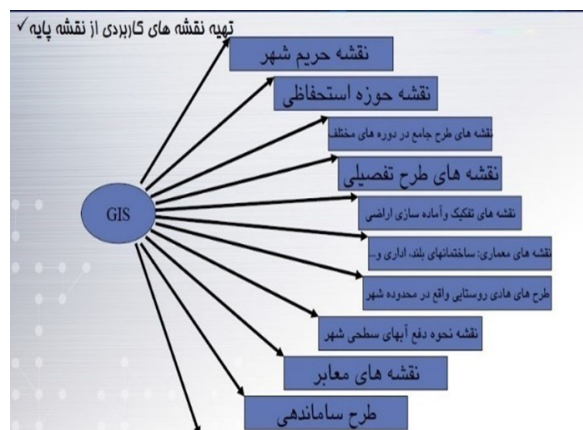 تهیه نقشه های کاربردی از نقشه پایه ✓
نقشه حریم شهر
نقشه حوزه استحفاظی
نقشه های طرح جامع در دوره های مختلف
نقشه های طرح تفصیلی
نقشه های تفکیک وآماده سازی اراضی
نقشه های معماری: ساختمانهای بلند، اداری و...
طرح های هادی روستایی واقع در محدوده شهر
نقشه نحوه دفع آبهای سطحی شهر
نقشه های معابر
طرح ساماندهی
GIS